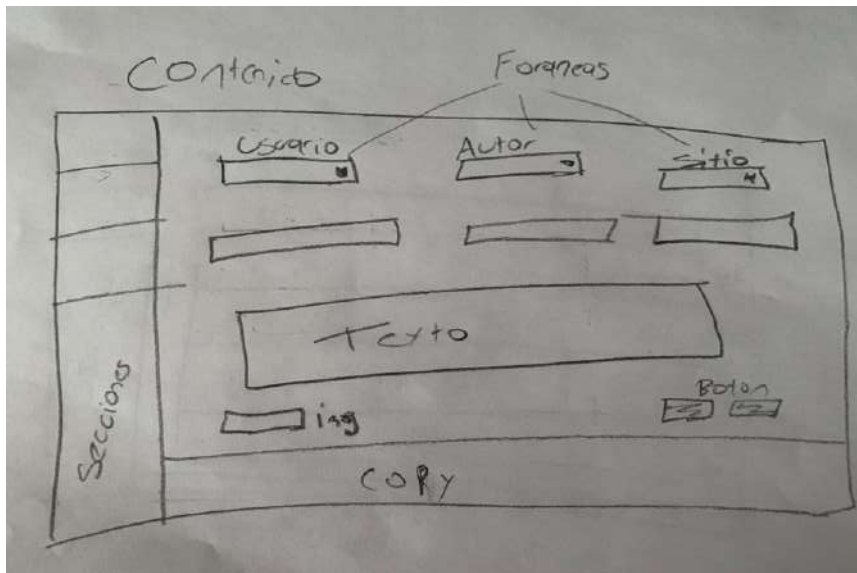 Contenido
Foraneas
Usuario
Autor
Sitio
Texto
img
Boton
Secciones
COPY